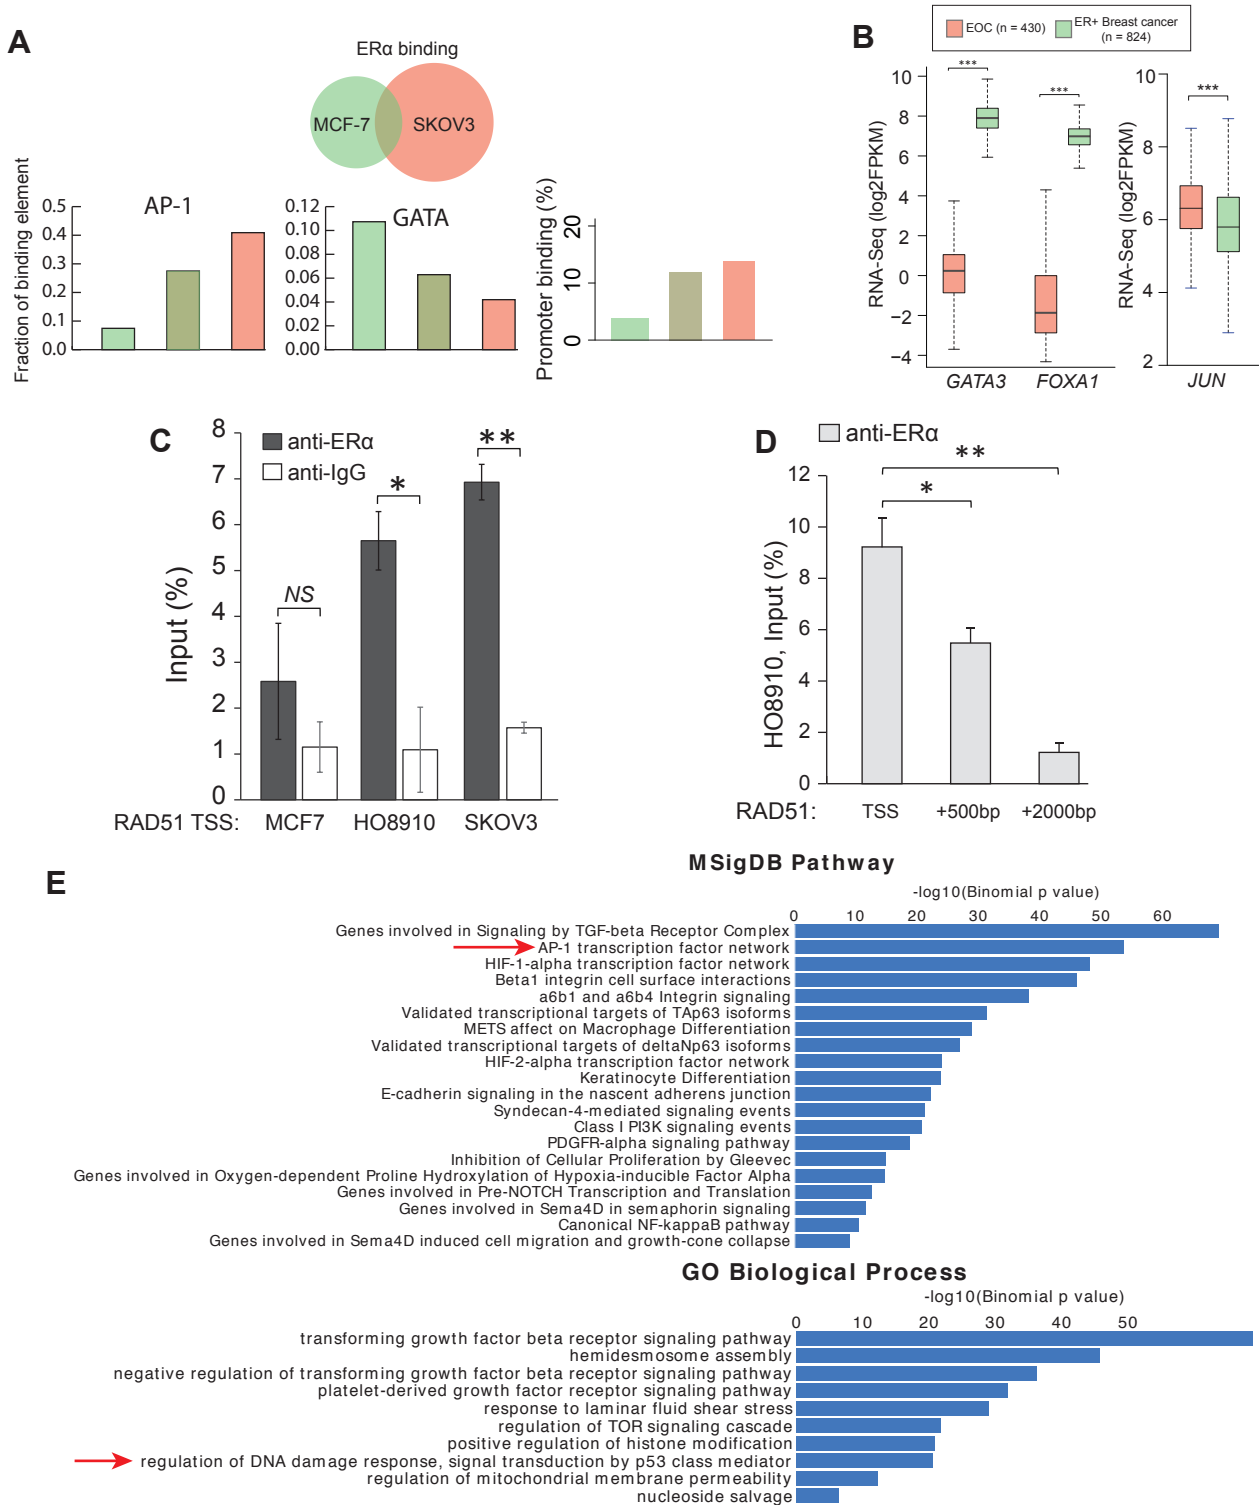 A
ERα binding
MCF-7
SKOV3
Fraction of binding element
0.5
0.4
0.3
0.2
0.1
0.0
AP-1
0.12
0.10
0.08
0.06
0.04
0.02
0.00
GATA
Promoter binding (%)
20
10
0
B
EOC (n = 430)
ER+ Breast cancer
(n = 824)
RNA-Seq (log2FPKM)
10
8
6
4
2
0
−2
−4
***
***
GATA3
FOXA1
RNA-Seq (log2FPKM)
10
8
6
4
2
***
JUN
C
anti-ERα
anti-IgG
Input (%)
8
7
6
5
4
3
2
1
0
NS
*
**
RAD51 TSS:
MCF7
HO8910
SKOV3
D
anti-ERα
HO8910, Input (%)
12
10
8
6
4
2
0
**
*
RAD51:
TSS
+500bp
+2000bp
E
MSigDB Pathway
-log10(Binomial p value)
0 10 20 30 40 50 60
Genes involved in Signaling by TGF-beta Receptor Complex
AP-1 transcription factor network
HIF-1-alpha transcription factor network
Beta1 integrin cell surface interactions
a6b1 and a6b4 Integrin signaling
Validated transcriptional targets of TAp63 isoforms
METS affect on Macrophage Differentiation
Validated transcriptional targets of deltaNp63 isoforms
HIF-2-alpha transcription factor network
Keratinocyte Differentiation
E-cadherin signaling in the nascent adherens junction
Syndecan-4-mediated signaling events
Class I PI3K signaling events
PDGFR-alpha signaling pathway
Inhibition of Cellular Proliferation by Gleevec
Genes involved in Oxygen-dependent Proline Hydroxylation of Hypoxia-inducible Factor Alpha
Genes involved in Pre-NOTCH Transcription and Translation
Genes involved in Sema4D in semaphorin signaling
Canonical NF-kappaB pathway
Genes involved in Sema4D induced cell migration and growth-cone collapse
GO Biological Process
-log10(Binomial p value)
0 10 20 30 40 50
transforming growth factor beta receptor signaling pathway
hemidesmosome assembly
negative regulation of transforming growth factor beta receptor signaling pathway
platelet-derived growth factor receptor signaling pathway
response to laminar fluid shear stress
regulation of TOR signaling cascade
positive regulation of histone modification
regulation of DNA damage response, signal transduction by p53 class mediator
regulation of mitochondrial membrane permeability
nucleoside salvage